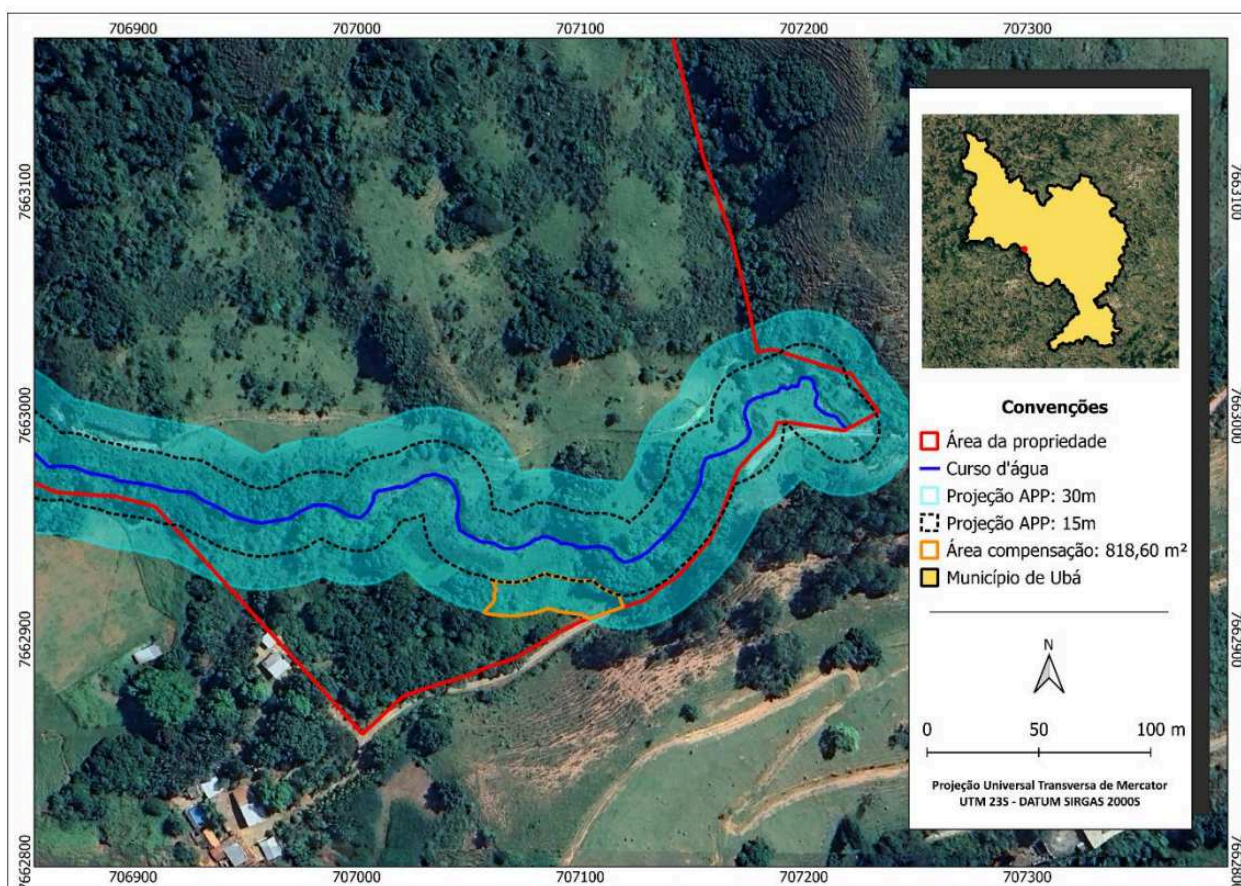 706900 707000 707100 707200 707300
7663100 7663100
7663000 7663000
7662900 7662900
7662800 7662800
706900 707000 707100 707200 707300
Convenções
Área da propriedade
Curso d'água
Projeção APP: 30m
Projeção APP: 15m
Área compensação: 818,60 m²
Município de Ubá
N
0 50 100 m
Projeção Universal Transversa de Mercator
UTM 23S - DATUM SIRGAS 2000S